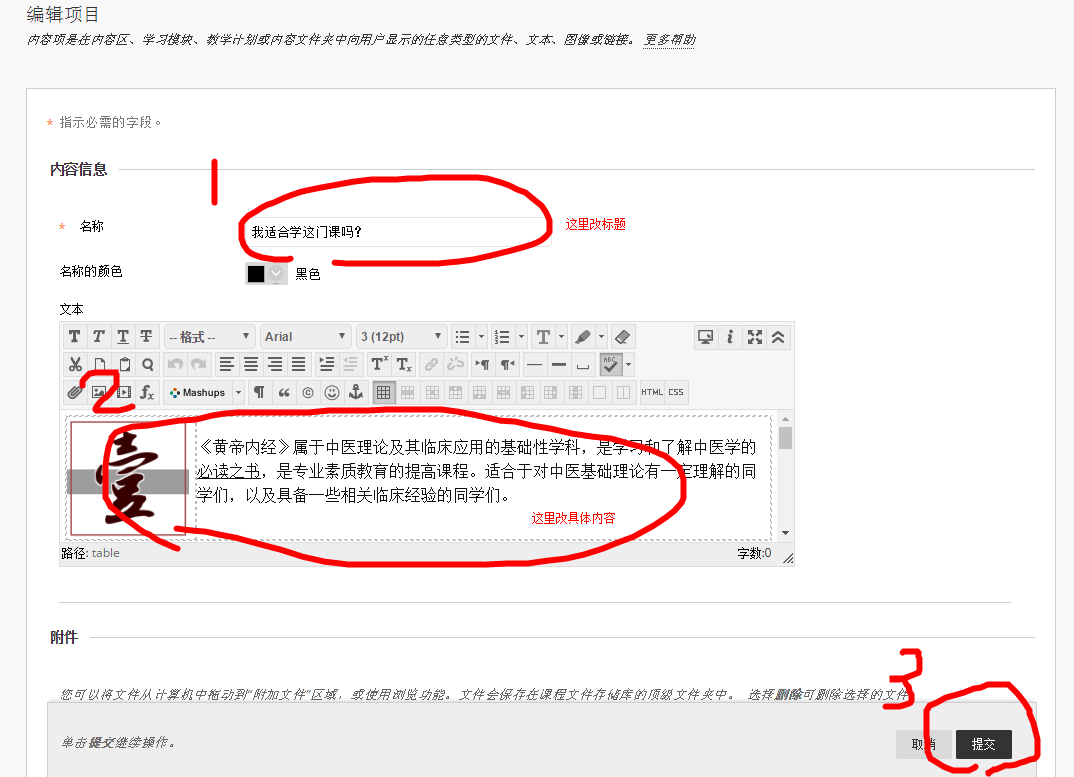 编辑项目
内容项是在内容区、学习模块、教学计划或内容文件夹中向用户显示的任意类型的文件、文本、图像或链接。 更多帮助
* 指示必需的字段。
内容信息
1
* 名称
我适合学这门课吗?
这里改标题
名称的颜色
黑色
文本
T T T T -- 格式 -- Arial 3 (12pt) T
T Tx ¶ ¶ ABC
fx Mashups ¶ “ © HTML CSS
2
壹
《黄帝内经》属于中医理论及其临床应用的基础性学科，是学习和了解中医学的
必读之书，是专业素质教育的提高课程。适合于对中医基础理论有一定理解的同
学们，以及具备一些相关临床经验的同学们。
这里改具体内容
路径: table
字数:0
附件
3
您可以将文件从计算机中拖动到“附加文件”区域，或使用浏览功能。文件会保存在课程文件存储库的顶级文件夹中。 选择删除可删除选择的文件
单击提交继续操作。
取消
提交